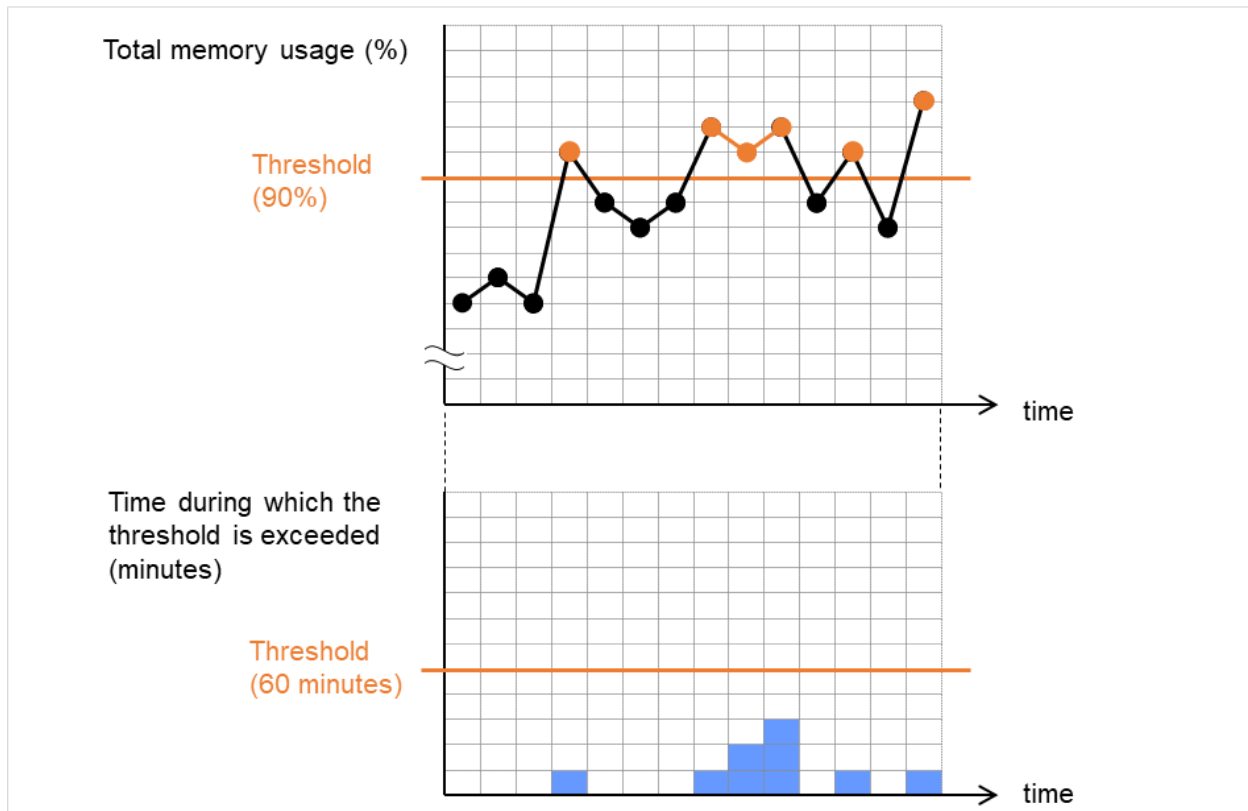 Total memory usage (%)
Threshold
(90%)
time
Time during which the
threshold is exceeded
(minutes)
Threshold
(60 minutes)
time